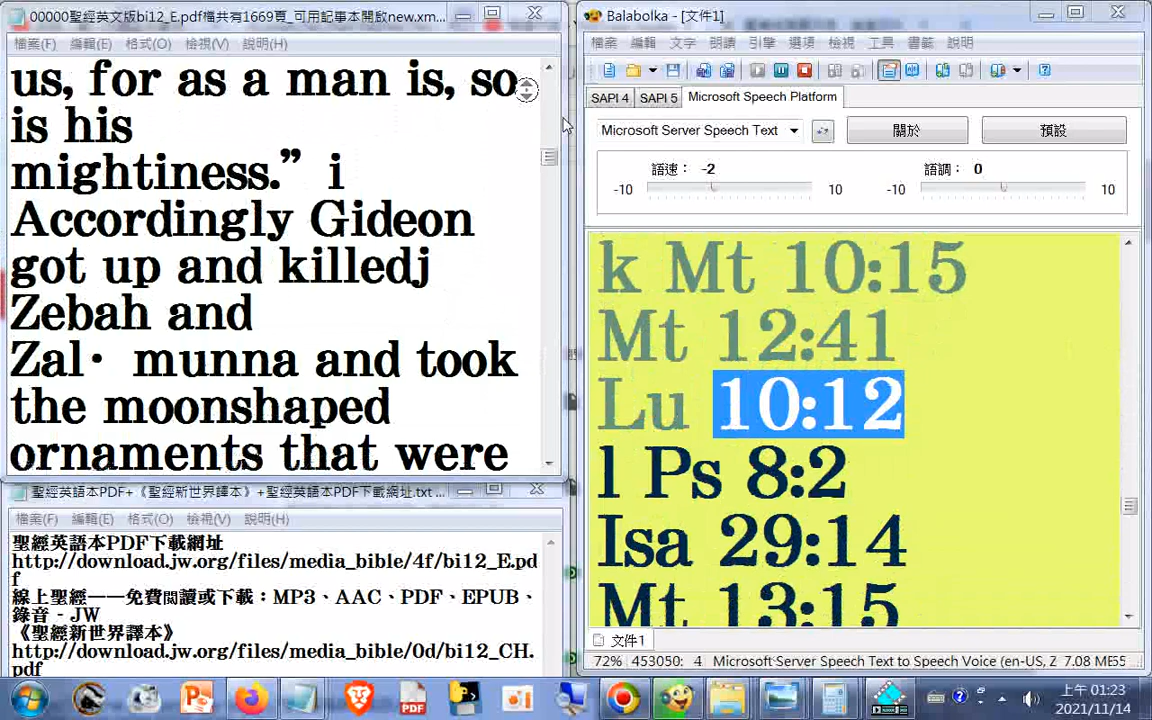 00000聖經英文版bi12_E.pdf檔共有1669頁_可用記事本開啟new.xm...
檔案(F) 編輯(E) 格式(O) 檢視(V) 說明(H)
us, for as a man is, so
is his
mightiness.” i
Accordingly Gideon
got up and killedj
Zebah and
Zal· munna and took
the moonshaped
ornaments that were
聖經英語本PDF+《聖經新世界譯本》+聖經英語本PDF下載網址.txt ...
檔案(F) 編輯(E) 格式(O) 檢視(V) 說明(H)
聖經英語本PDF下載網址
http://download.jw.org/files/media_bible/4f/bi12_E.pd
f
線上聖經——免費閱讀或下載：MP3、AAC、PDF、EPUB、
錄音 - JW
《聖經新世界譯本》
http://download.jw.org/files/media_bible/0d/bi12_CH.
pdf
Balabolka - [文件1]
檔案 編輯 文字 朗讀 引擎 選項 檢視 工具 書籤 說明
SAPI 4 SAPI 5 Microsoft Speech Platform
Microsoft Server Speech Text 關於 預設
語速： -2 語調： 0
-10 10 -10 10
k Mt 10:15
Mt 12:41
Lu 10:12
l Ps 8:2
Isa 29:14
Mt 13:15
文件1
72% 453050: 4 Microsoft Server Speech Text to Speech Voice (en-US, Z 7.08 ME55
PDF
上午 01:23
2021/11/14